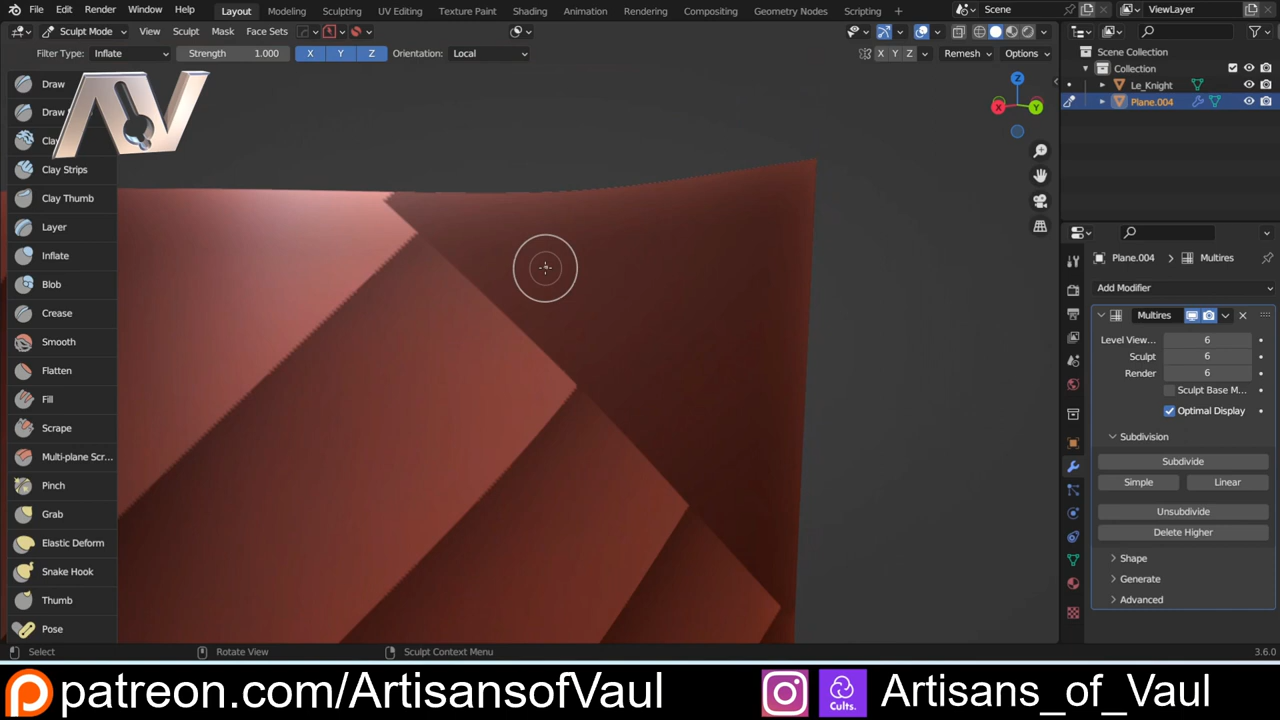 File Edit Render Window Help Layout Modeling Sculpting UV Editing Texture Paint Shading Animation Rendering Compositing Geometry Nodes Scripting + Scene ViewLayer
Sculpt Mode View Sculpt Mask Face Sets
Filter Type: Inflate Strength 1.000 X Y Z Orientation: Local X Y Z Remesh Options
Draw
Draw
Clay Strips
Clay Thumb
Layer
Inflate
Blob
Crease
Smooth
Flatten
Fill
Scrape
Multi-plane Scr...
Pinch
Grab
Elastic Deform
Snake Hook
Thumb
Pose
AV
Z
X
Y
Scene Collection
Collection
Le_Knight
Plane.004
Plane.004 > Multires
Add Modifier
Multires
Level View... 6
Sculpt 6
Render 6
Sculpt Base M...
Optimal Display
Subdivision
Subdivide
Simple Linear
Unsubdivide
Delete Higher
Shape
Generate
Advanced
Select Rotate View Sculpt Context Menu 3.6.0
patreon.com/ArtisansofVaul Cults. Artisans_of_Vaul